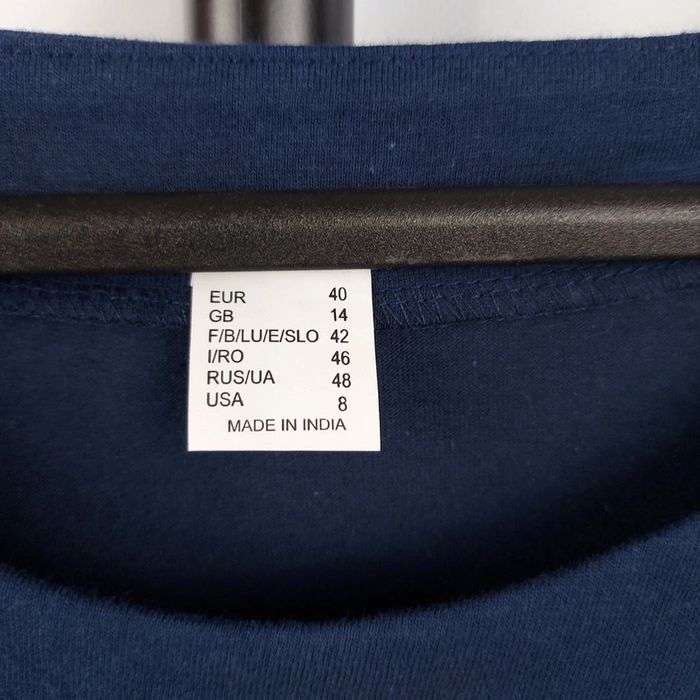 EUR 40
GB 14
F/B/LU/E/SLO 42
I/RO 46
RUS/UA 48
USA 8
MADE IN INDIA